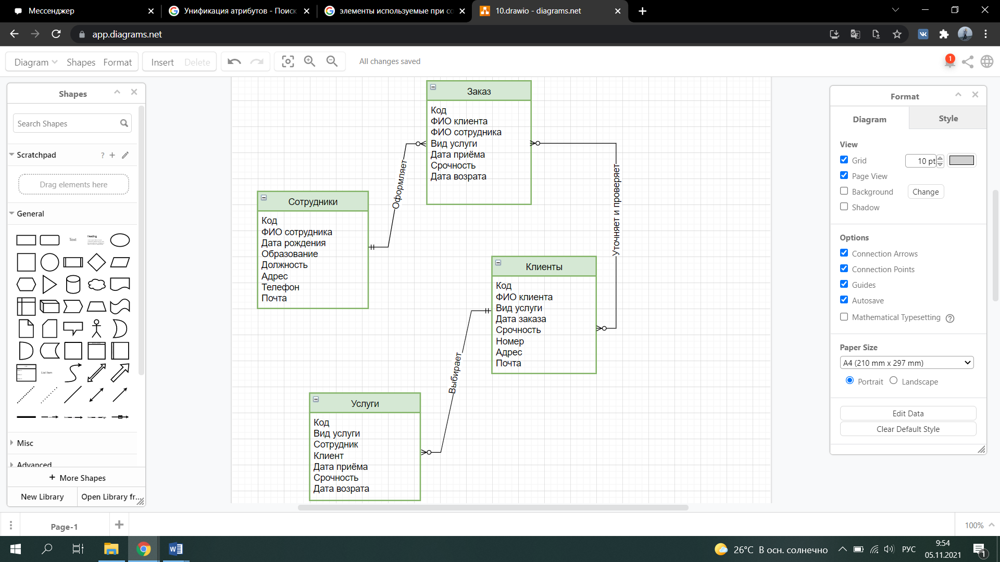 Мессенджер
Унификация атрибутов - Поиск
элементы используемые при со
10.drawio - diagrams.net
app.diagrams.net
Diagram
Shapes
Format
Insert
Delete
All changes saved
1
Shapes
Search Shapes
Scratchpad
?
Drag elements here
General
Text
Heading
List Item
Misc
Advanced
+ More Shapes
New Library
Open Library fr...
Заказ
Код
ФИО клиента
ФИО сотрудника
Вид услуги
Дата приёма
Срочность
Дата возрата
Оформляет
Уточняет и проверяет
Сотрудники
Код
ФИО сотрудника
Дата рождения
Образование
Должность
Адрес
Телефон
Почта
Клиенты
Код
ФИО клиента
Вид услуги
Дата заказа
Срочность
Номер
Адрес
Почта
Выбирает
Услуги
Код
Вид услуги
Сотрудник
Клиент
Дата приёма
Срочность
Дата возрата
Format
Diagram
Style
View
Grid
10 pt
Page View
Background
Change
Shadow
Options
Connection Arrows
Connection Points
Guides
Autosave
Mathematical Typesetting
?
Paper Size
A4 (210 mm x 297 mm)
Portrait
Landscape
Edit Data
Clear Default Style
Page-1
100%
26°C В осн. солнечно
РУС
9:54
05.11.2021
1